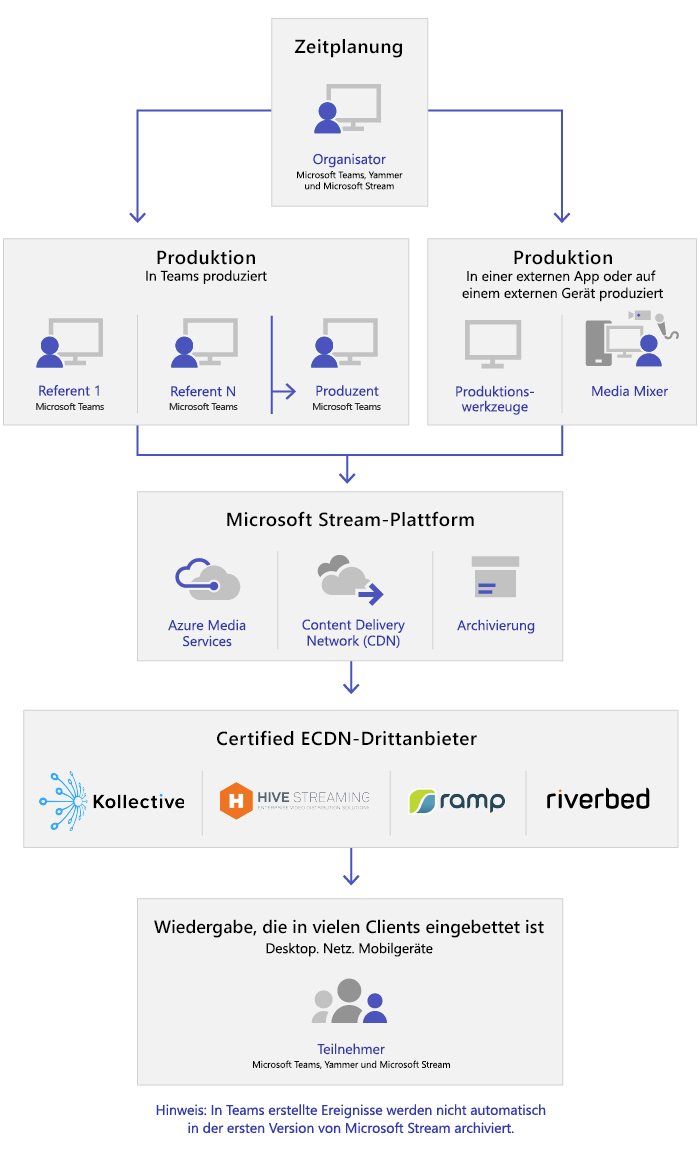 Zeitplanung
Organisator
Microsoft Teams, Yammer
und Microsoft Stream
Produktion
In Teams produziert
Referent 1
Microsoft Teams
Referent N
Microsoft Teams
Produzent
Microsoft Teams
Produktion
In einer externen App oder auf
einem externen Gerät produziert
Produktions-
werkzeuge
Media Mixer
Microsoft Stream-Plattform
Azure Media
Services
Content Delivery
Network (CDN)
Archivierung
Certified ECDN-Drittanbieter
Kollective
HIVE STREAMING
ENTERPRISE VIDEO DISTRIBUTION SOLUTIONS
ramp
riverbed
Wiedergabe, die in vielen Clients eingebettet ist
Desktop. Netz. Mobilgeräte
Teilnehmer
Microsoft Teams, Yammer und Microsoft Stream
Hinweis: In Teams erstellte Ereignisse werden nicht automatisch
in der ersten Version von Microsoft Stream archiviert.